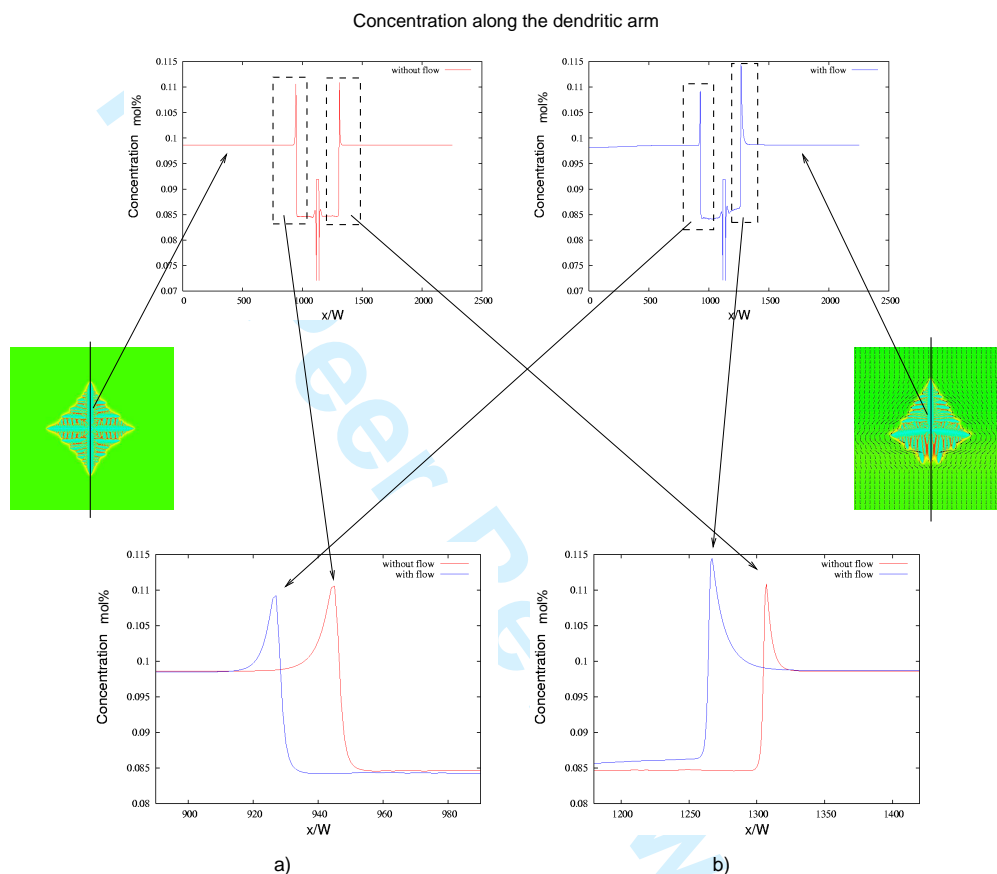 Concentration along the dendritic arm
0.115
0.11
0.105
0.1
0.095
0.09
0.085
0.08
0.075
0.07
Concentration mol%
without flow
0 500 1000 1500 2000 2500
x/W
0.115
0.11
0.105
0.1
0.095
0.09
0.085
0.08
0.075
0.07
Concentration mol%
with flow
0 500 1000 1500 2000 2500
x/W
0.115
0.11
0.105
0.1
0.095
0.09
0.085
0.08
Concentration mol%
without flow
with flow
900 920 940 960 980
x/W
a)
0.115
0.11
0.105
0.1
0.095
0.09
0.085
0.08
Concentration mol%
without flow
with flow
1200 1250 1300 1350 1400
x/W
b)